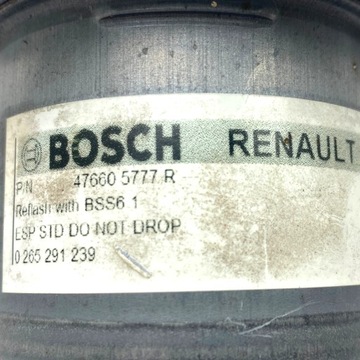 BOSCH RENAULT
P/N 47660 5777 R
Reflash with BSS6 1
ESP STD DO NOT DROP
0 265 291 239